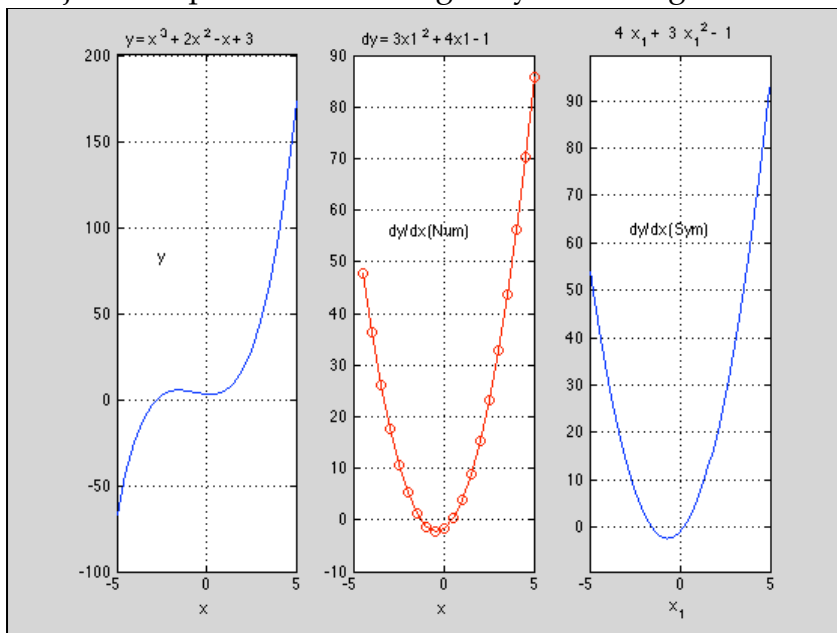 y = x³ + 2x² - x + 3
200
150
100
50
0
-50
-100
-5 0 5
x
y
dy = 3x1² + 4x1 - 1
90
80
70
60
50
40
30
20
10
0
-10
-5 0 5
x
dy/dx(Num)
4 x₁ + 3 x₁² - 1
90
80
70
60
50
40
30
20
10
0
-5 0 5
x₁
dy/dx(Sym)